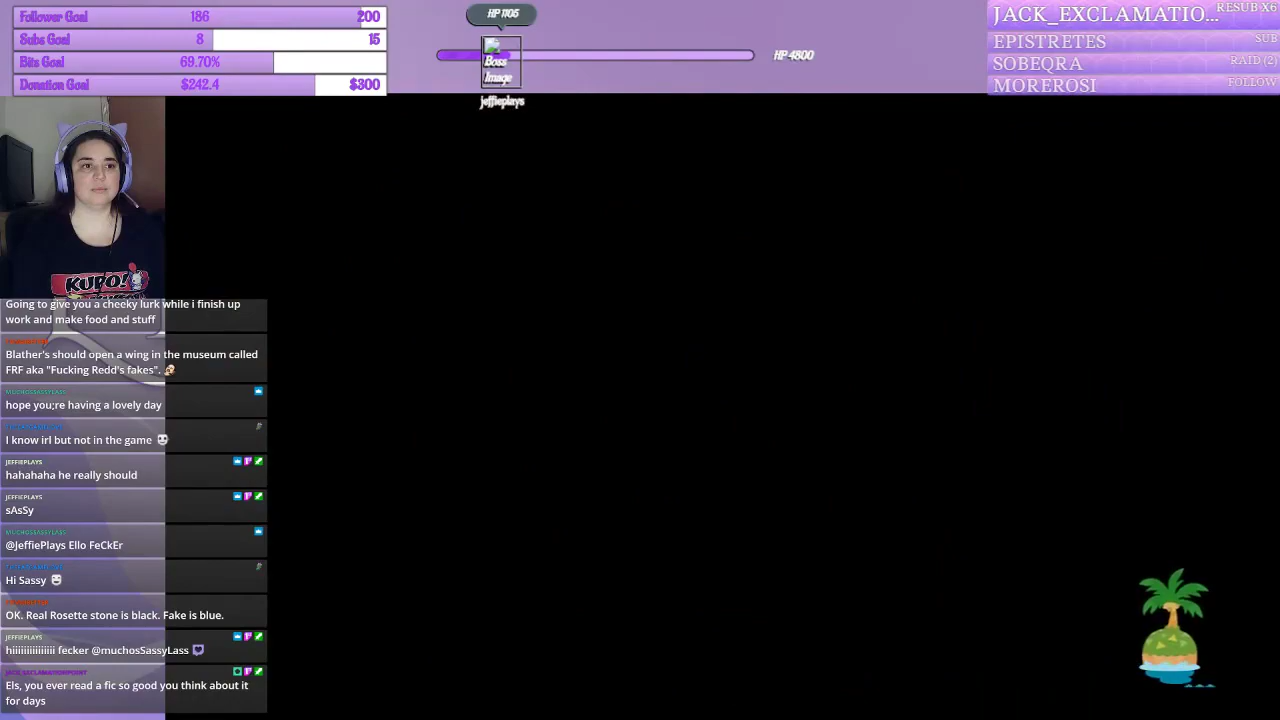 Follower Goal 186 200
Subs Goal 8 15
Bits Goal 69.70%
Donation Goal $242.4 $300
HP 1105
Boss
Image
HP 4800
jeffieplays
JACK_EXCLAMATIO... RESUB X6
EPISTRETES SUB
SOBEQRA RAID (2)
MOREROSI FOLLOW
KUPO!
Going to give you a cheeky lurk while i finish up
work and make food and stuff
Blather's should open a wing in the museum called
FRF aka "Fucking Redd's fakes".
MUCHOSSASSYLASS
hope you;re having a lovely day
I know irl but not in the game
JEFFIEPLAYS
hahahaha he really should
JEFFIEPLAYS
sAsSy
MUCHOSSASSYLASS
@JeffiePlays Ello FeCkEr
Hi Sassy
OK. Real Rosette stone is black. Fake is blue.
JEFFIEPLAYS
hiiiiiiiiiiiiii fecker @muchosSassyLass
JACK_EXCLAMATIONPOINT
Els, you ever read a fic so good you think about it
for days